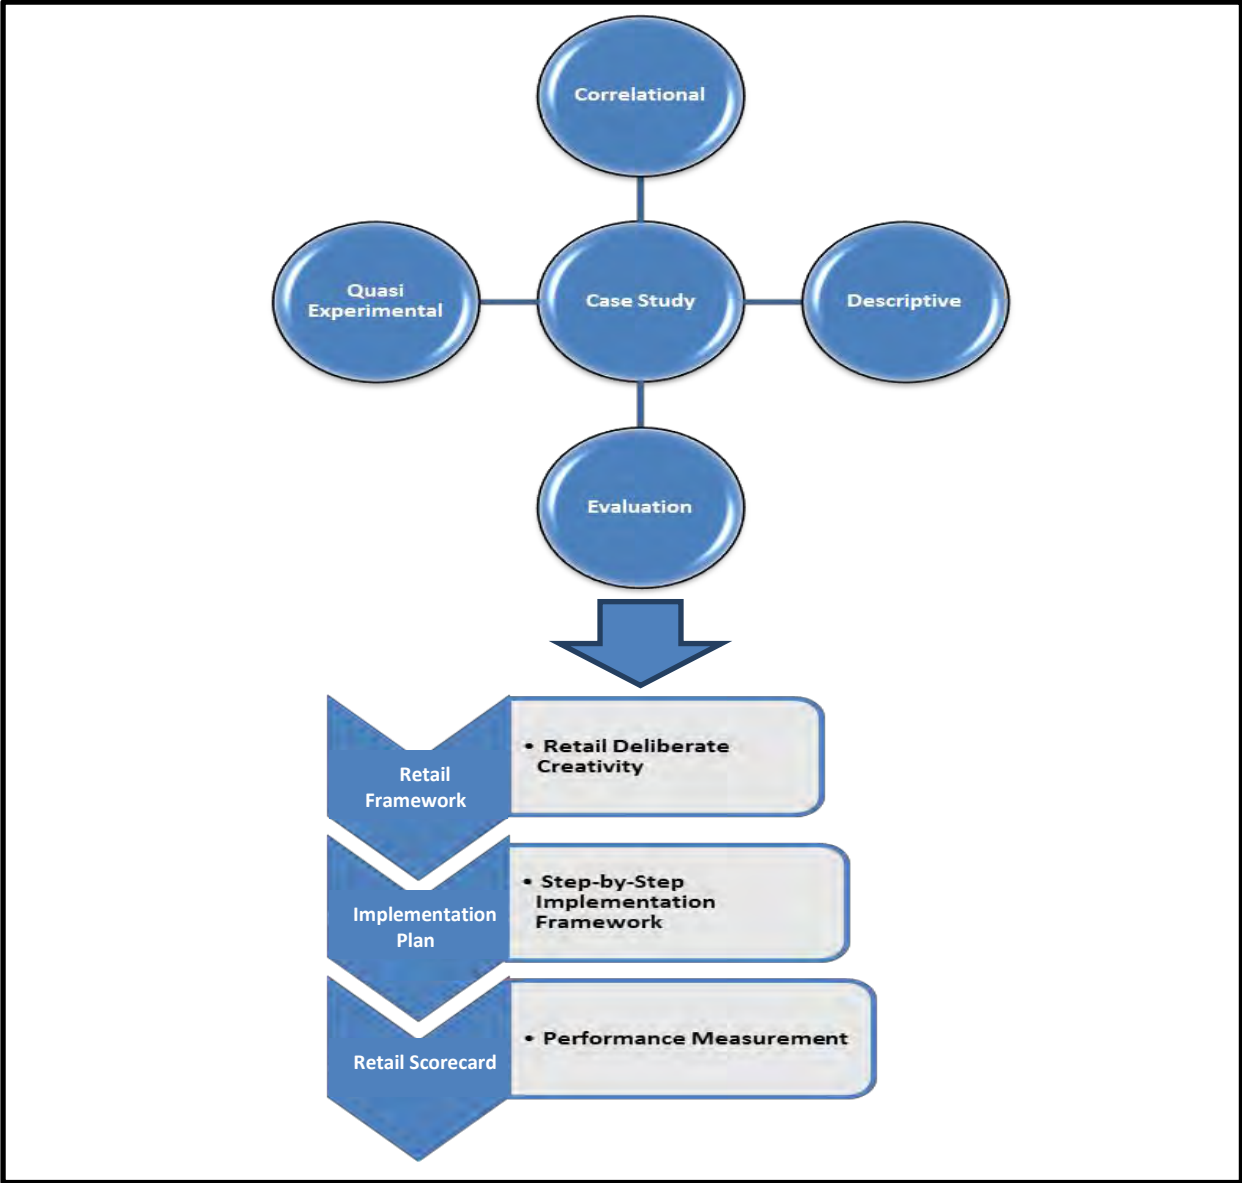 Correlational
Quasi
Experimental
Case Study
Descriptive
Evaluation
Retail
Framework
• Retail Deliberate
Creativity
Implementation
Plan
• Step-by-Step
Implementation
Framework
Retail Scorecard
• Performance Measurement